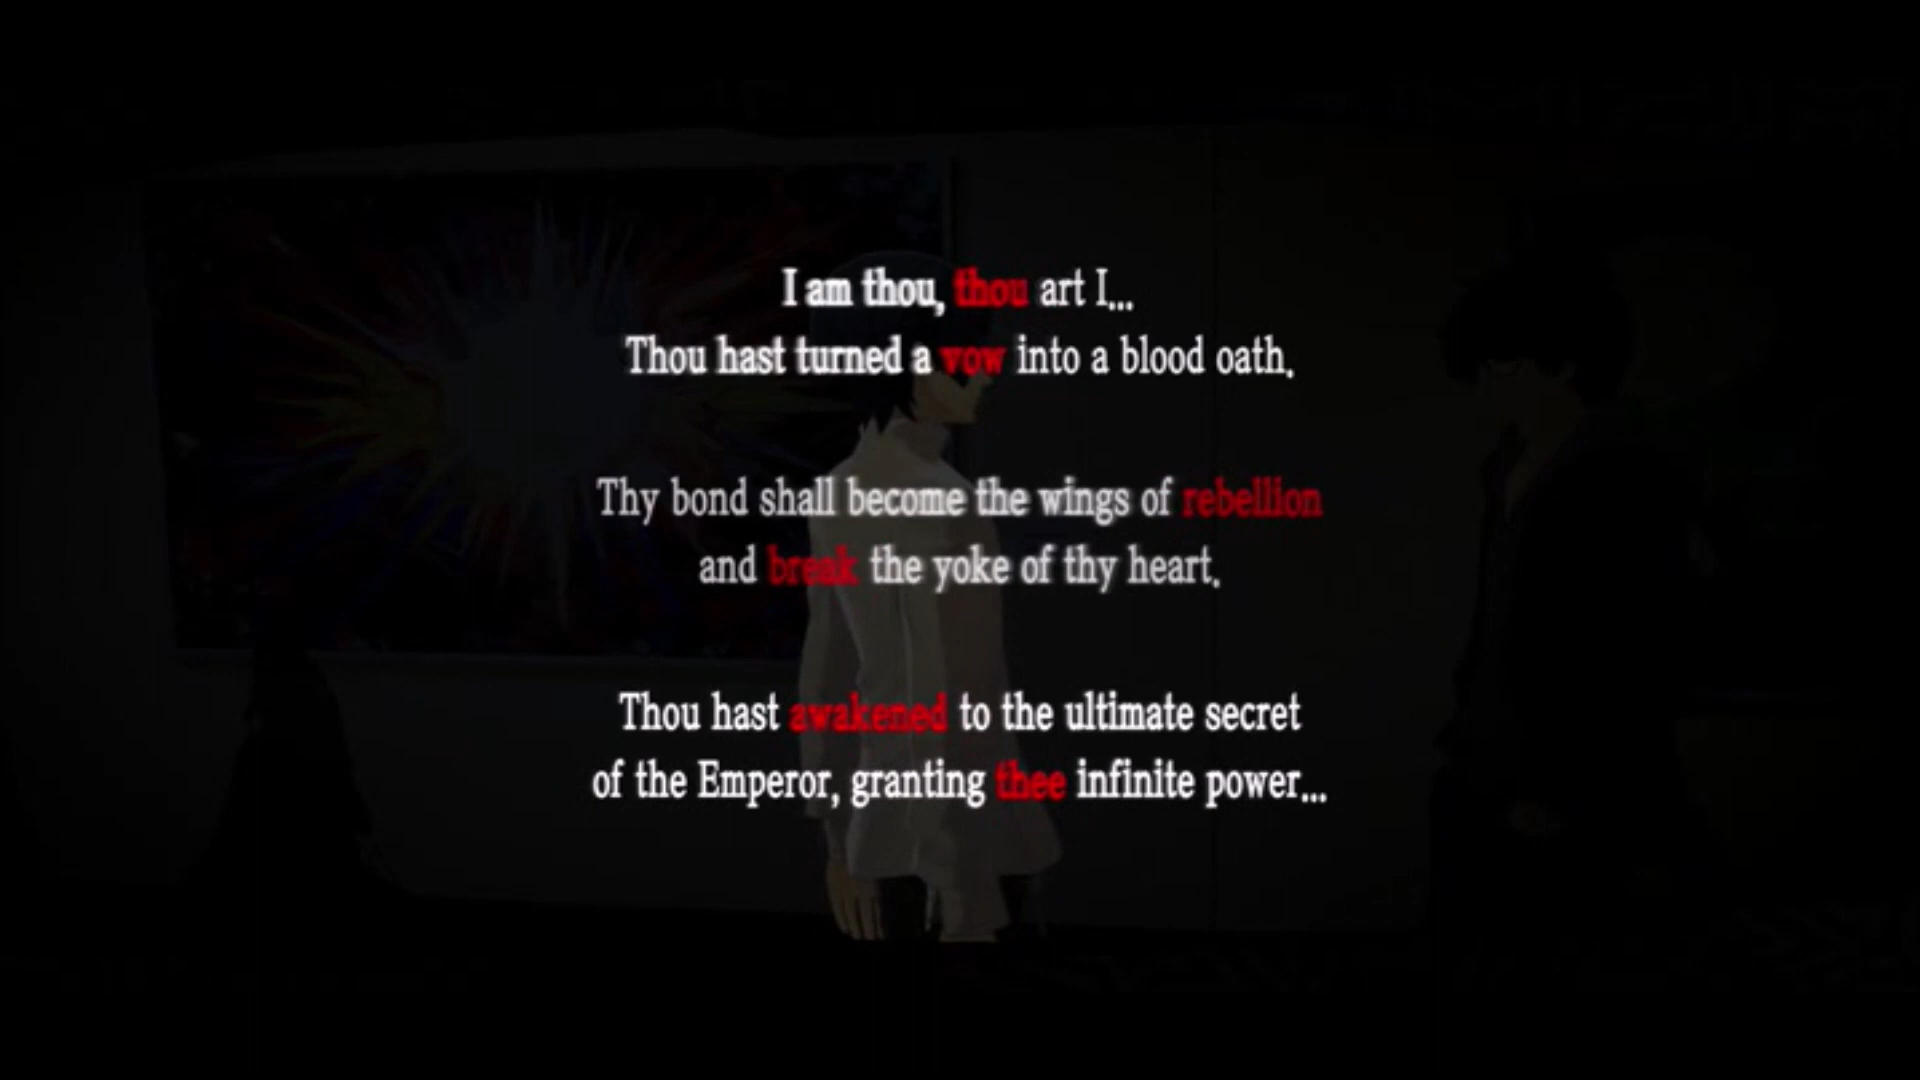 I am thou, thou art I...
Thou hast turned a vow into a blood oath.
Thy bond shall become the wings of rebellion
and break the yoke of thy heart.
Thou hast awakened to the ultimate secret
of the Emperor, granting thee infinite power...